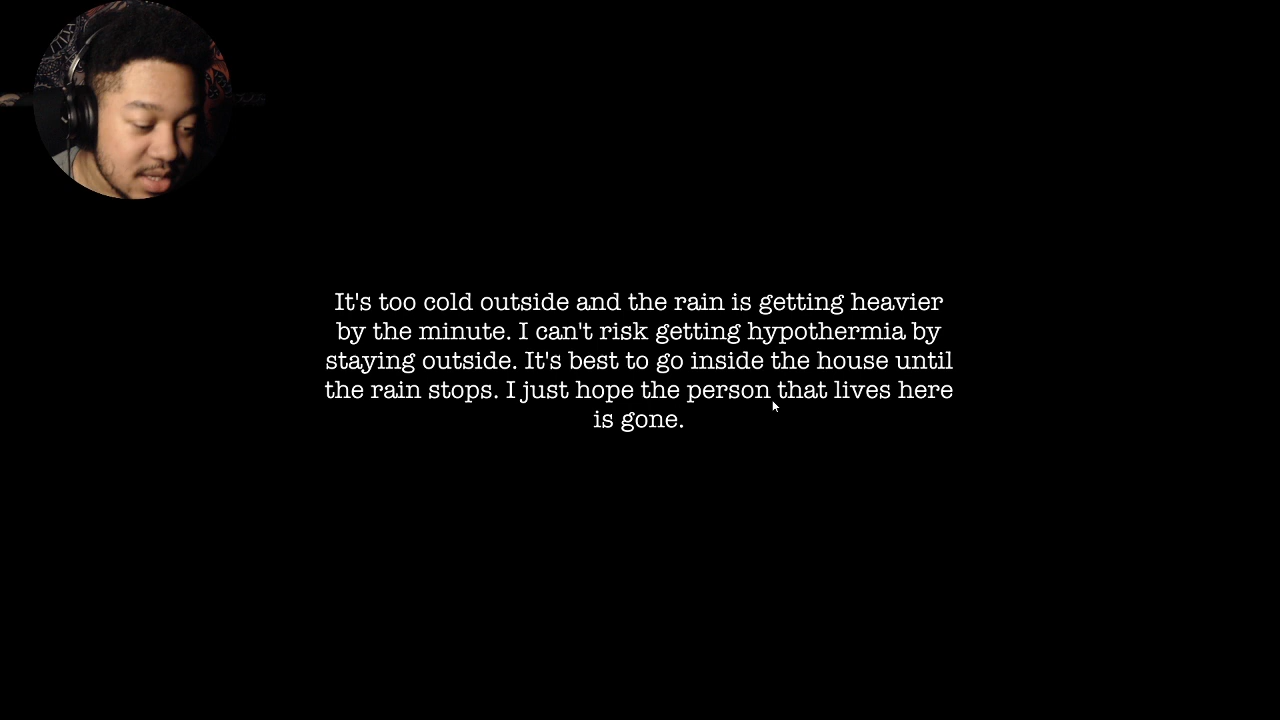 It's too cold outside and the rain is getting heavier
by the minute. I can't risk getting hypothermia by
staying outside. It's best to go inside the house until
the rain stops. I just hope the person that lives here
is gone.